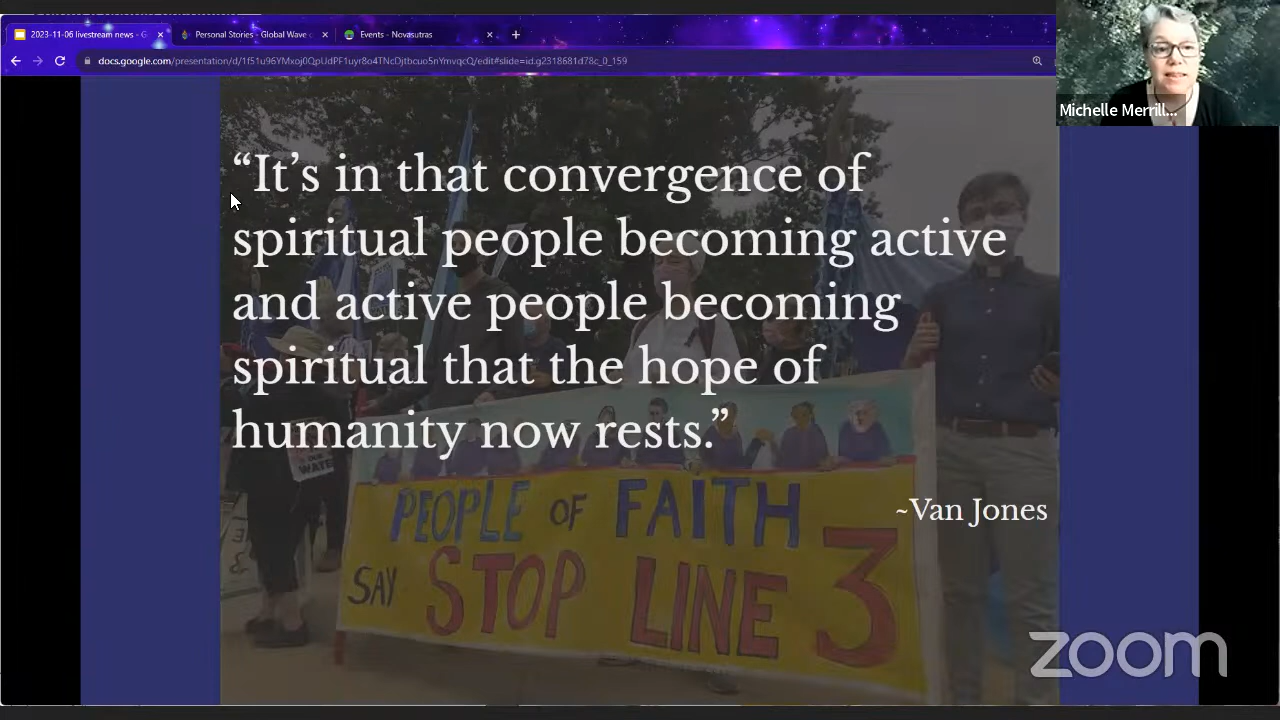 2023-11-06 livestream news - G
Personal Stories - Global Wave o
Events - Novasutras
docs.google.com/presentation/d/1f51u96YMxoj0QpUdPF1uyr8o4TNcDjtbcuo5nYmvqcQ/edit#slide=id.g2318681d78c_0_159
Michelle Merrill...
“It’s in that convergence of
spiritual people becoming active
and active people becoming
spiritual that the hope of
humanity now rests.”
~Van Jones
OUR
WATE
PEOPLE OF FAITH
SAY STOP LINE 3
zoom